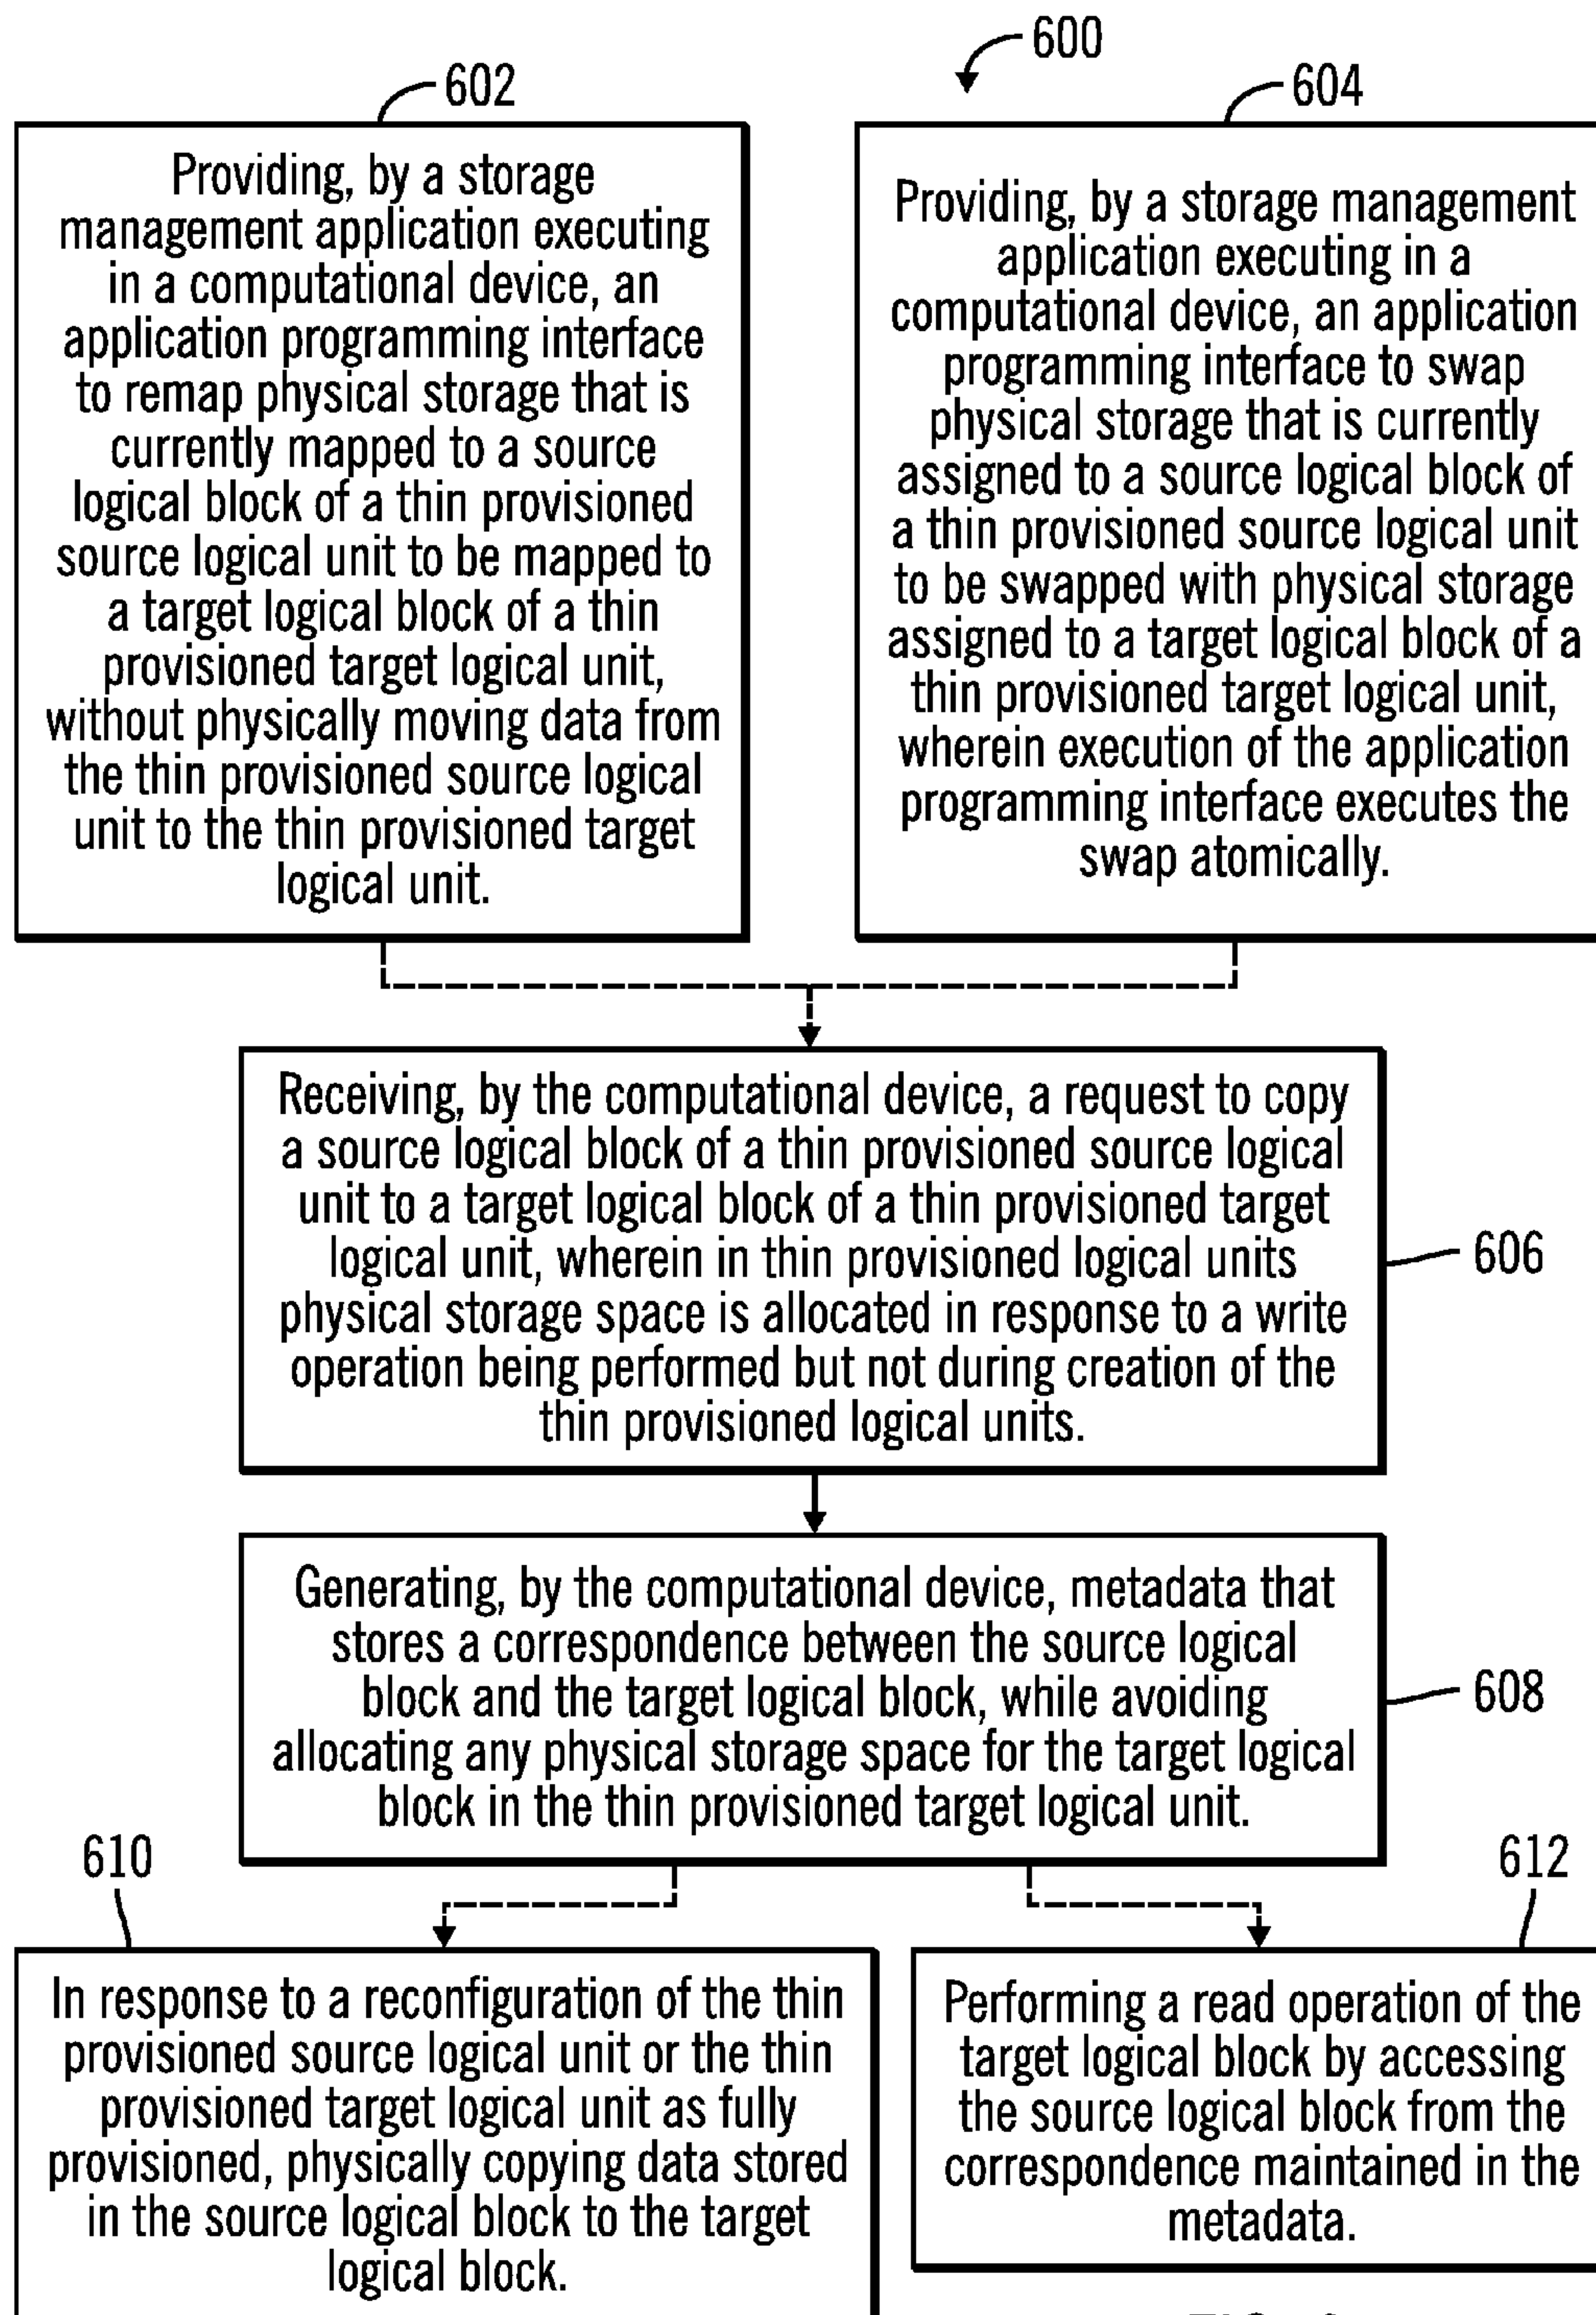 600
602
Providing, by a storage
management application executing
in a computational device, an
application programming interface
to remap physical storage that is
currently mapped to a source
logical block of a thin provisioned
source logical unit to be mapped to
a target logical block of a thin
provisioned target logical unit,
without physically moving data from
the thin provisioned source logical
unit to the thin provisioned target
logical unit.
604
Providing, by a storage management
application executing in a
computational device, an application
programming interface to swap
physical storage that is currently
assigned to a source logical block of
a thin provisioned source logical unit
to be swapped with physical storage
assigned to a target logical block of a
thin provisioned target logical unit,
wherein execution of the application
programming interface executes the
swap atomically.
Receiving, by the computational device, a request to copy
a source logical block of a thin provisioned source logical
unit to a target logical block of a thin provisioned target
logical unit, wherein in thin provisioned logical units
physical storage space is allocated in response to a write
operation being performed but not during creation of the
thin provisioned logical units.
606
Generating, by the computational device, metadata that
stores a correspondence between the source logical
block and the target logical block, while avoiding
allocating any physical storage space for the target logical
block in the thin provisioned target logical unit.
608
610
In response to a reconfiguration of the thin
provisioned source logical unit or the thin
provisioned target logical unit as fully
provisioned, physically copying data stored
in the source logical block to the target
logical block.
612
Performing a read operation of the
target logical block by accessing
the source logical block from the
correspondence maintained in the
metadata.